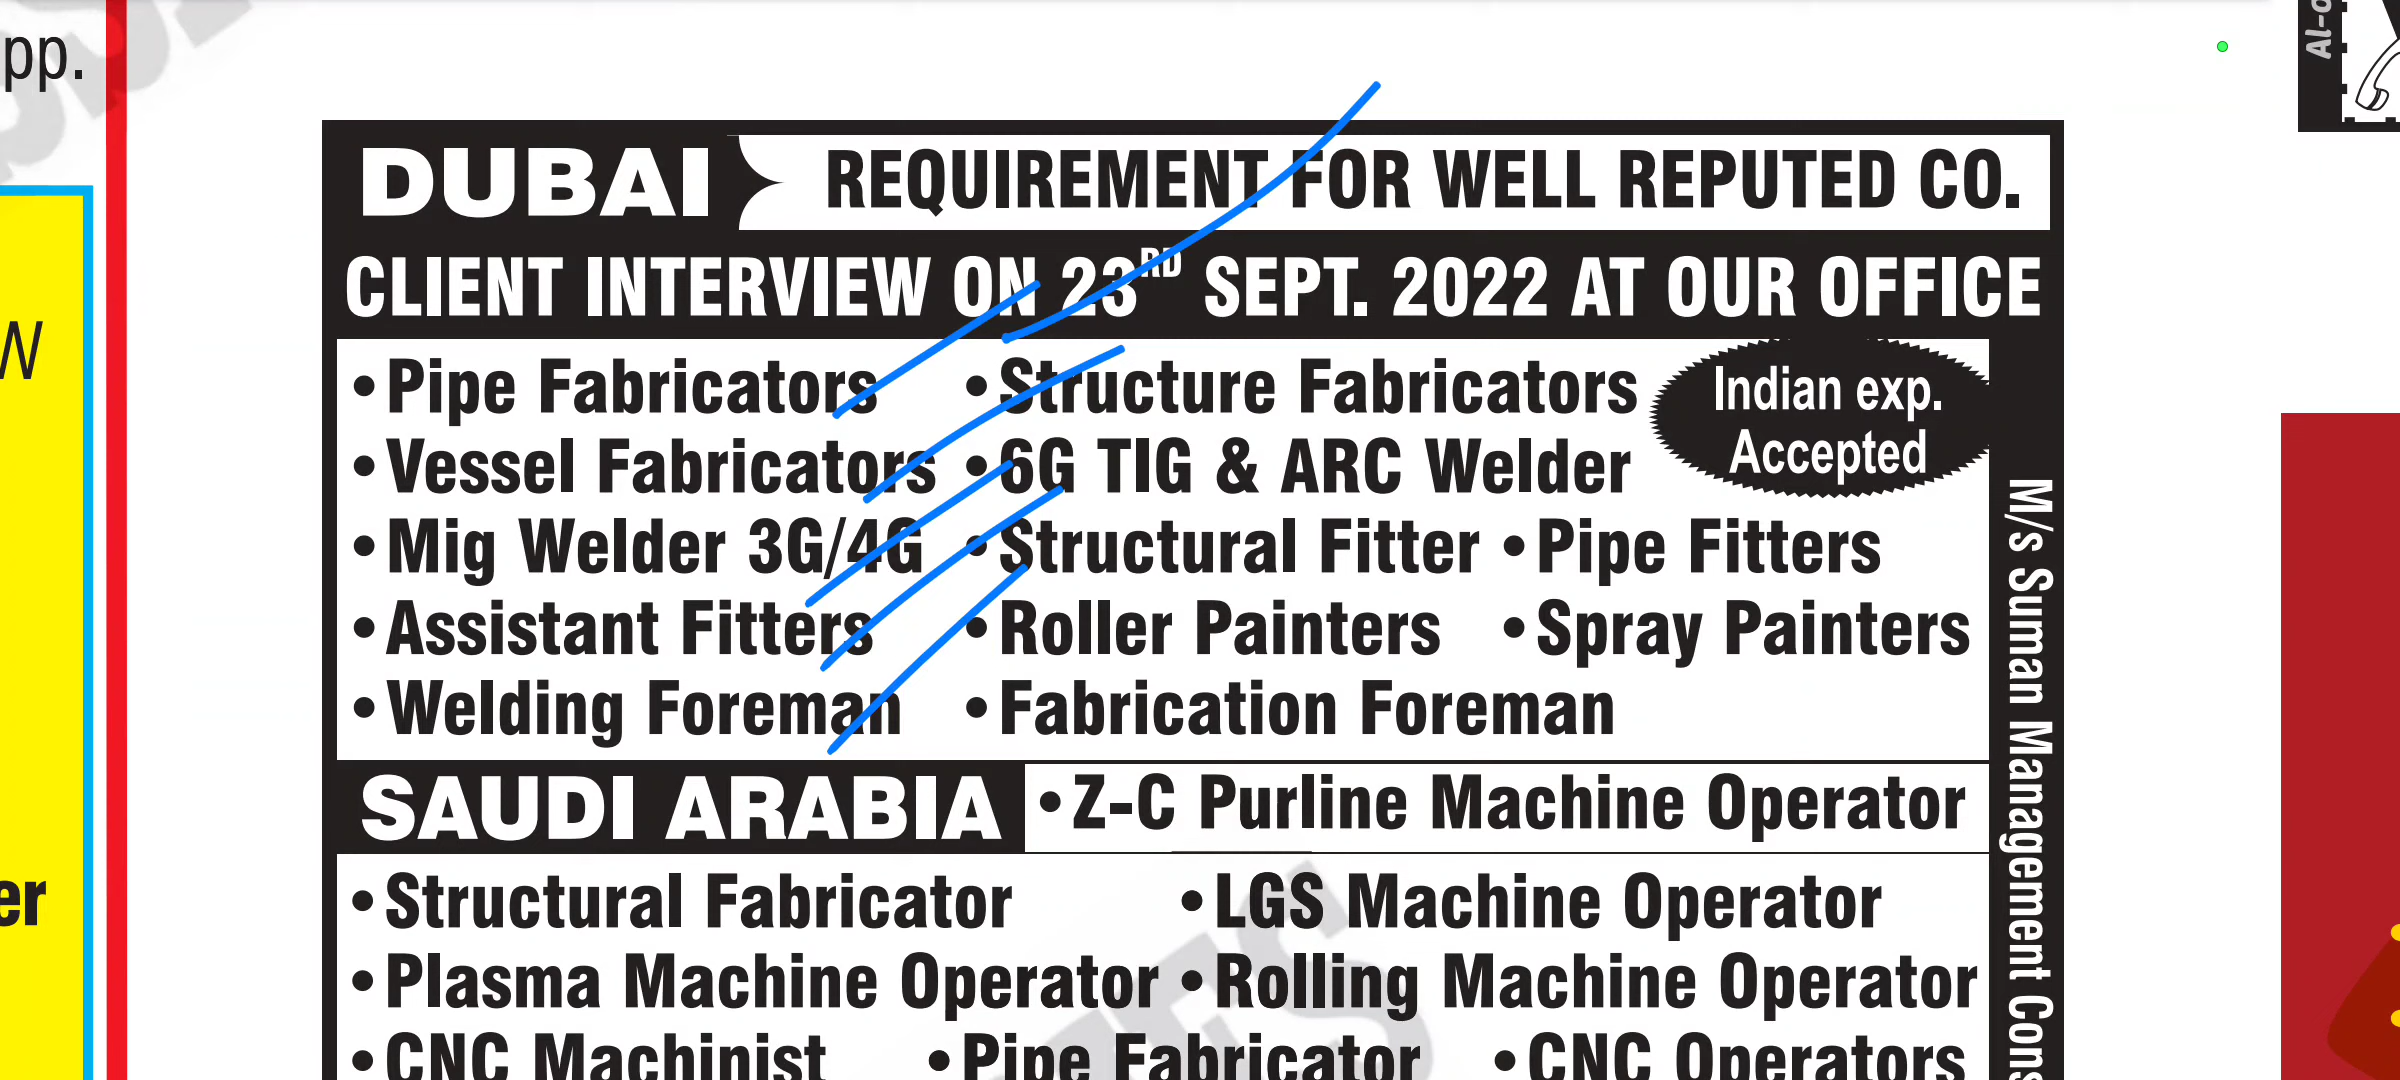 pp.
W
er
Al-
DUBAI REQUIREMENT FOR WELL REPUTED CO.
CLIENT INTERVIEW ON 23RD SEPT. 2022 AT OUR OFFICE
•Pipe Fabricators •Structure Fabricators
Indian exp.
Accepted
•Vessel Fabricators •6G TIG & ARC Welder
•Mig Welder 3G/4G •Structural Fitter •Pipe Fitters
•Assistant Fitters •Roller Painters •Spray Painters
•Welding Foreman •Fabrication Foreman
SAUDI ARABIA •Z-C Purline Machine Operator
•Structural Fabricator •LGS Machine Operator
•Plasma Machine Operator •Rolling Machine Operator
•CNC Machinist •Pipe Fabricator •CNC Operators
M/s Suman Management Cons